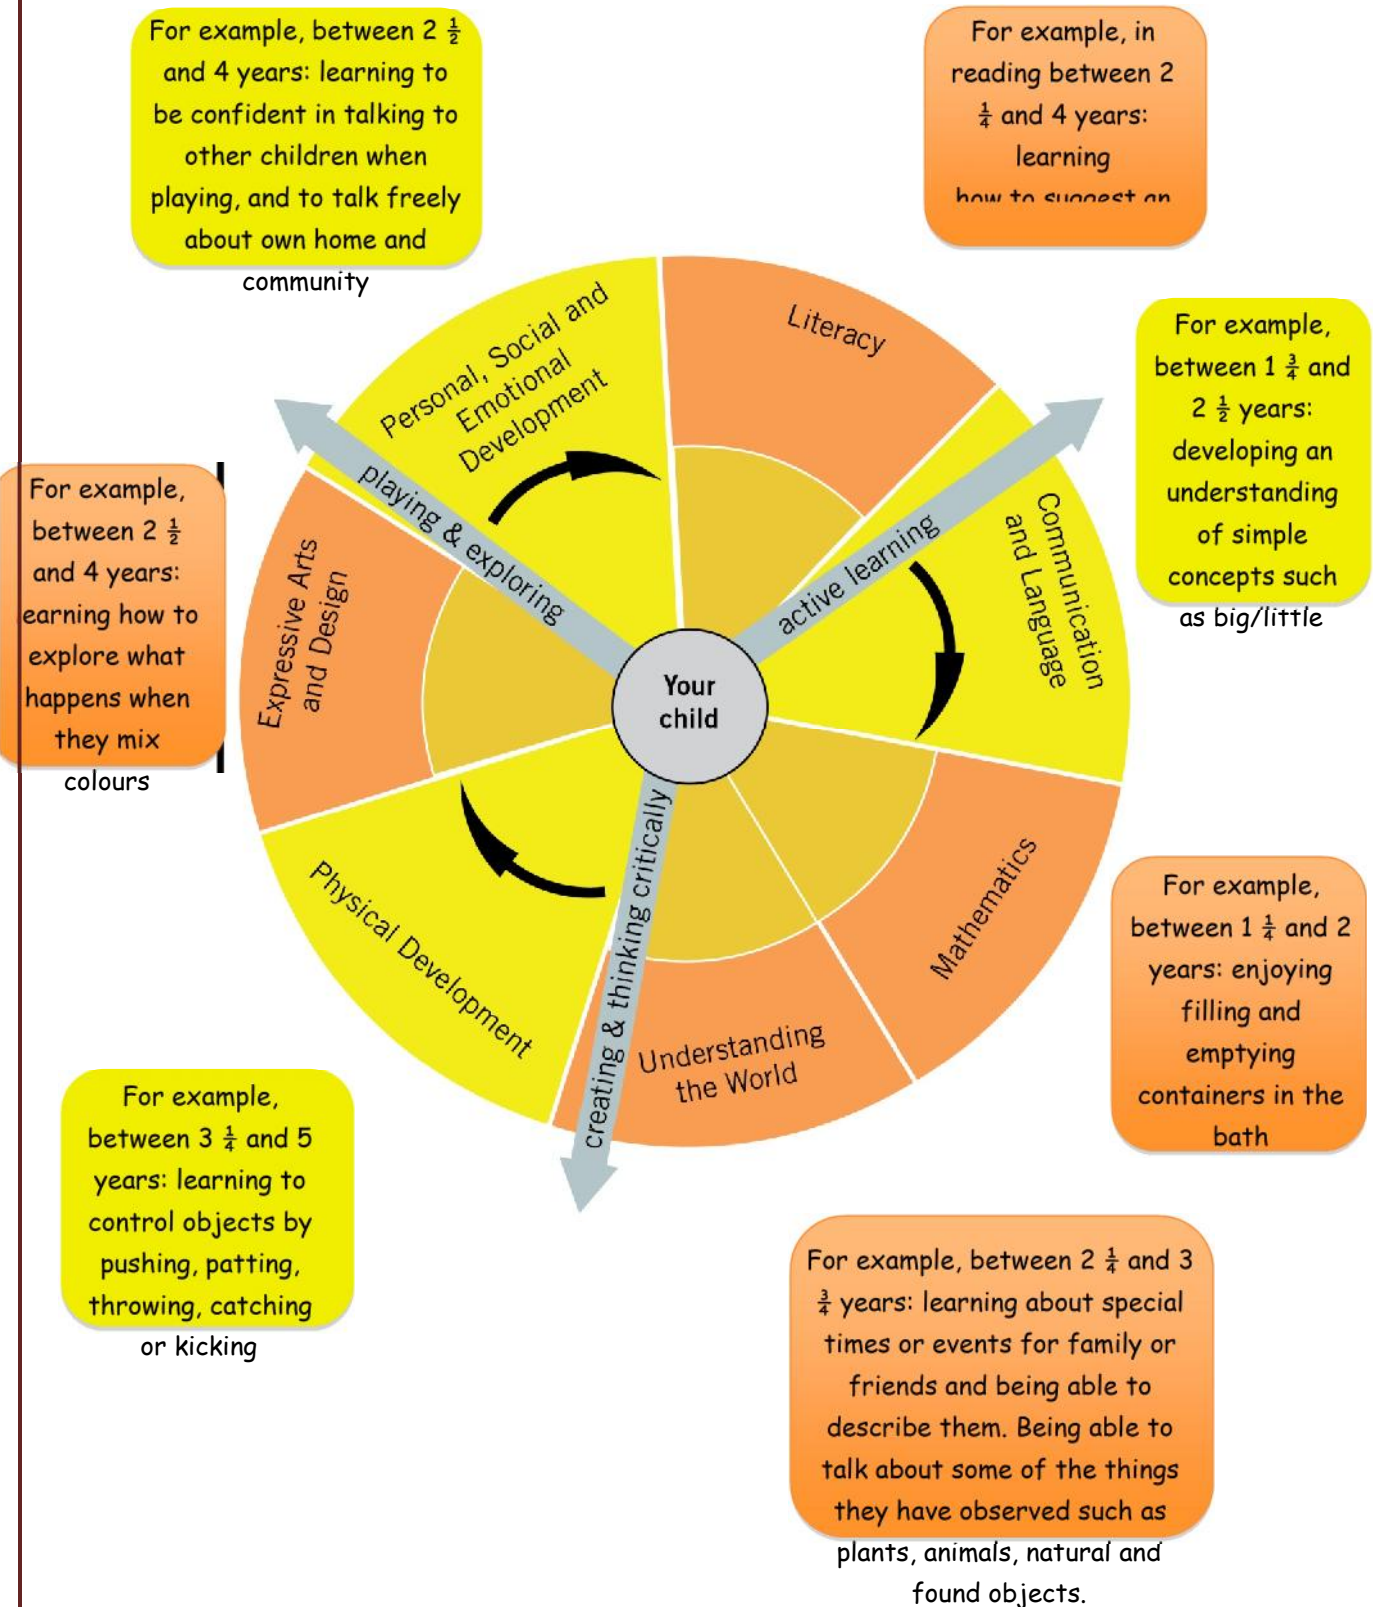 For example, between 2 ½
and 4 years: learning to
be confident in talking to
other children when
playing, and to talk freely
about own home and
community
For example, in
reading between 2
¼ and 4 years:
learning
how to suggest an
For example,
between 1 ¾ and
2 ½ years:
developing an
understanding
of simple
concepts such
as big/little
Personal, Social and
Emotional
Development
Literacy
Communication
and Language
playing & exploring
active learning
For example,
between 2 ½
and 4 years:
earning how to
explore what
happens when
they mix
colours
Expressive Arts
and Design
Your
child
creating & thinking critically
Physical Development
Understanding
the World
Mathematics
For example,
between 1 ¼ and 2
years: enjoying
filling and
emptying
containers in the
bath
For example,
between 3 ¼ and 5
years: learning to
control objects by
pushing, patting,
throwing, catching
or kicking
For example, between 2 ¼ and 3
¾ years: learning about special
times or events for family or
friends and being able to
describe them. Being able to
talk about some of the things
they have observed such as
plants, animals, natural and
found objects.